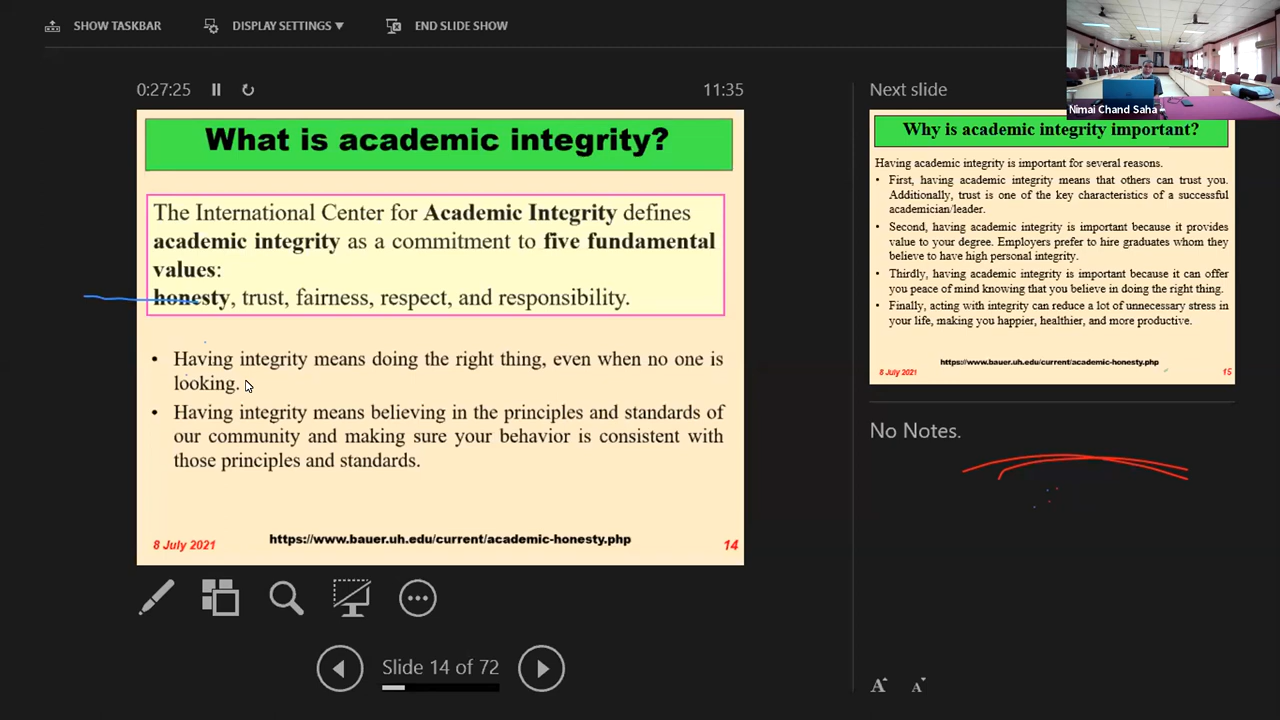 SHOW TASKBAR
DISPLAY SETTINGS ▼
END SLIDE SHOW
0:27:25
11:35
What is academic integrity?
The International Center for Academic Integrity defines
academic integrity as a commitment to five fundamental
values:
honesty, trust, fairness, respect, and responsibility.
• Having integrity means doing the right thing, even when no one is
looking.
• Having integrity means believing in the principles and standards of
our community and making sure your behavior is consistent with
those principles and standards.
8 July 2021
https://www.bauer.uh.edu/current/academic-honesty.php
14
Slide 14 of 72
Next slide
Nimai Chand Saha
Why is academic integrity important?
Having academic integrity is important for several reasons.
• First, having academic integrity means that others can trust you.
Additionally, trust is one of the key characteristics of a successful
academician/leader.
• Second, having academic integrity is important because it provides
value to your degree. Employers prefer to hire graduates whom they
believe to have high personal integrity.
• Thirdly, having academic integrity is important because it can offer
you peace of mind knowing that you believe in doing the right thing.
• Finally, acting with integrity can reduce a lot of unnecessary stress in
your life, making you happier, healthier, and more productive.
https://www.bauer.uh.edu/current/academic-honesty.php
8 July 2021
15
No Notes.
A A